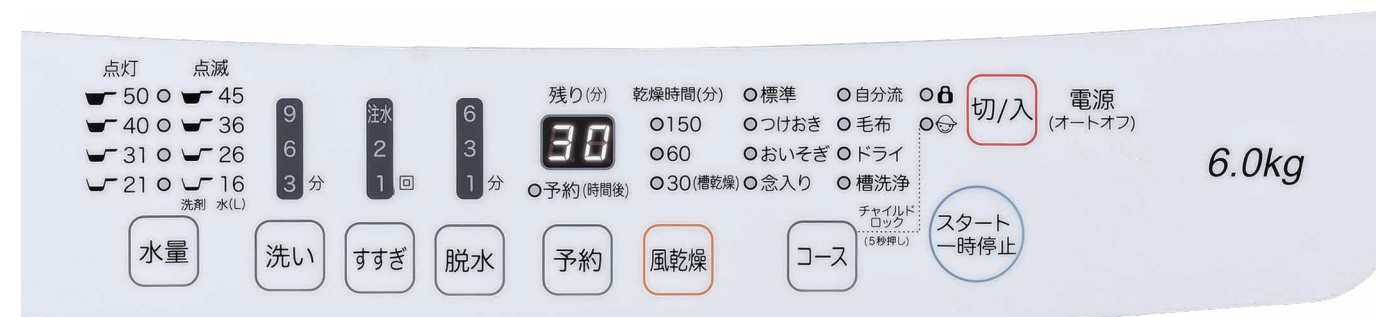 点灯 点滅
50 45
40 36
31 26
21 16
洗剤 水(L)
水量
9
6
3 分
洗い
注水
2
1 回
すすぎ
6
3
1 分
脱水
残り(分)
30
予約(時間後)
予約
乾燥時間(分)
150
60
30(槽乾燥)
風乾燥
標準
つけおき
おいそぎ
念入り
自分流
毛布
ドライ
槽洗浄
チャイルド
ロック
(5秒押し)
コース
切/入
電源
(オートオフ)
スタート
一時停止
6.0kg